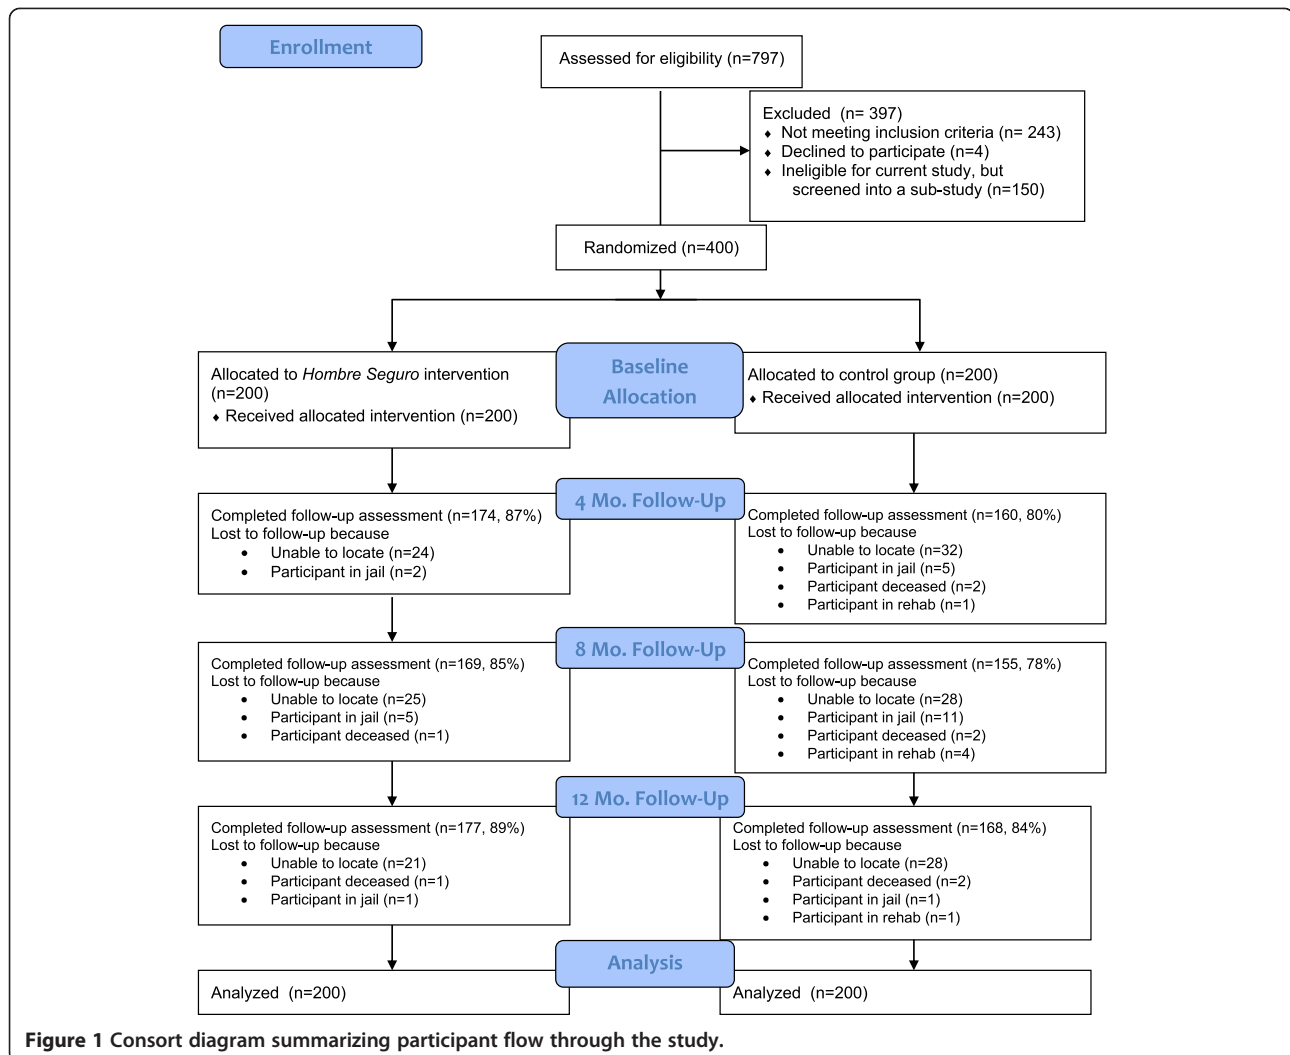 Enrollment
Assessed for eligibility (n=797)
Excluded (n= 397)
♦ Not meeting inclusion criteria (n= 243)
♦ Declined to participate (n=4)
♦ Ineligible for current study, but
screened into a sub-study (n=150)
Randomized (n=400)
Baseline
Allocation
Allocated to Hombre Seguro intervention
(n=200)
♦ Received allocated intervention (n=200)
Allocated to control group (n=200)
♦ Received allocated intervention (n=200)
4 Mo. Follow-Up
Completed follow-up assessment (n=174, 87%)
Lost to follow-up because
• Unable to locate (n=24)
• Participant in jail (n=2)
Completed follow-up assessment (n=160, 80%)
Lost to follow-up because
• Unable to locate (n=32)
• Participant in jail (n=5)
• Participant deceased (n=2)
• Participant in rehab (n=1)
8 Mo. Follow-Up
Completed follow-up assessment (n=169, 85%)
Lost to follow-up because
• Unable to locate (n=25)
• Participant in jail (n=5)
• Participant deceased (n=1)
Completed follow-up assessment (n=155, 78%)
Lost to follow-up because
• Unable to locate (n=28)
• Participant in jail (n=11)
• Participant deceased (n=2)
• Participant in rehab (n=4)
12 Mo. Follow-Up
Completed follow-up assessment (n=177, 89%)
Lost to follow-up because
• Unable to locate (n=21)
• Participant deceased (n=1)
• Participant in jail (n=1)
Completed follow-up assessment (n=168, 84%)
Lost to follow-up because
• Unable to locate (n=28)
• Participant deceased (n=2)
• Participant in jail (n=1)
• Participant in rehab (n=1)
Analysis
Analyzed (n=200)
Analyzed (n=200)
Figure 1 Consort diagram summarizing participant flow through the study.